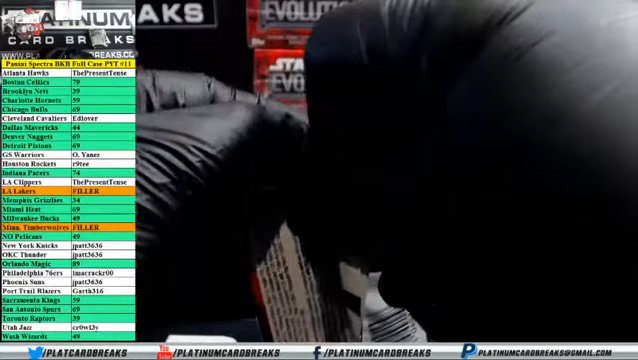 PLATINUM
CARD BREAKS
Panini Spectra BKB Full Case PYT #11
Atlanta Hawks ThePresentTense
Boston Celtics 79
Brooklyn Nets 39
Charlotte Hornets 59
Chicago Bulls 69
Cleveland Cavaliers Edlover
Dallas Mavericks 44
Denver Nuggets 69
Detroit Pistons 69
GS Warriors O. Yanez
Houston Rockets r9tee
Indiana Pacers 74
LA Clippers ThePresentTense
LA Lakers FILLER
Memphis Grizzlies 34
Miami Heat 69
Milwaukee Bucks 49
Minn. Timberwolves FILLER
NO Pelicans 49
New York Knicks jpatt3636
OKC Thunder jpatt3636
Orlando Magic 89
Philadelphia 76ers imacrackr00
Phoenix Suns jpatt3636
Port Trail Blazers Garth316
Sacramento Kings 59
San Antonio Spurs 69
Toronto Raptors 39
Utah Jazz cr0w13y
Wash Wizards 49
EVOLUTION
STAR
EVO
/PLATCARDBREAKS
/PLATINUMCARDBREAKS
/PLATINUMCARDBREAKS
PLATINUMCARDBREAKS@GMAIL.COM